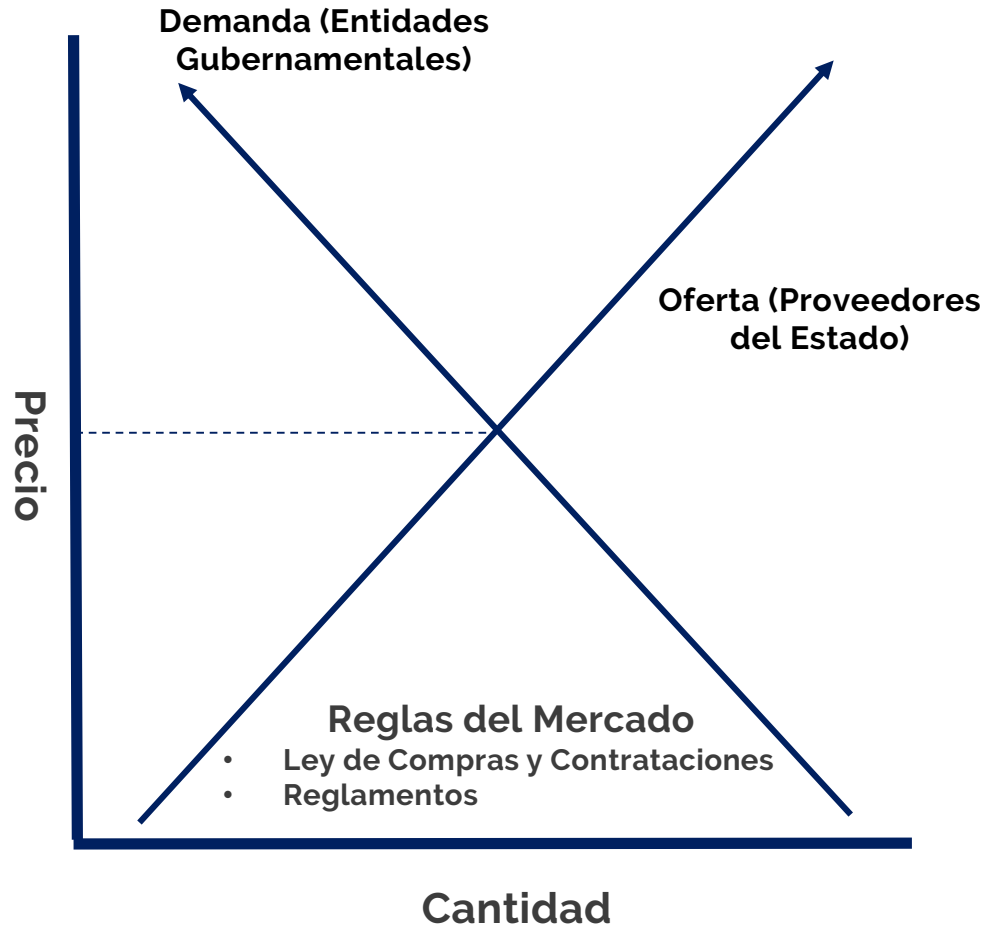 Demanda (Entidades
Gubernamentales)
Oferta (Proveedores
del Estado)
Precio
Reglas del Mercado
• Ley de Compras y Contrataciones
• Reglamentos
Cantidad